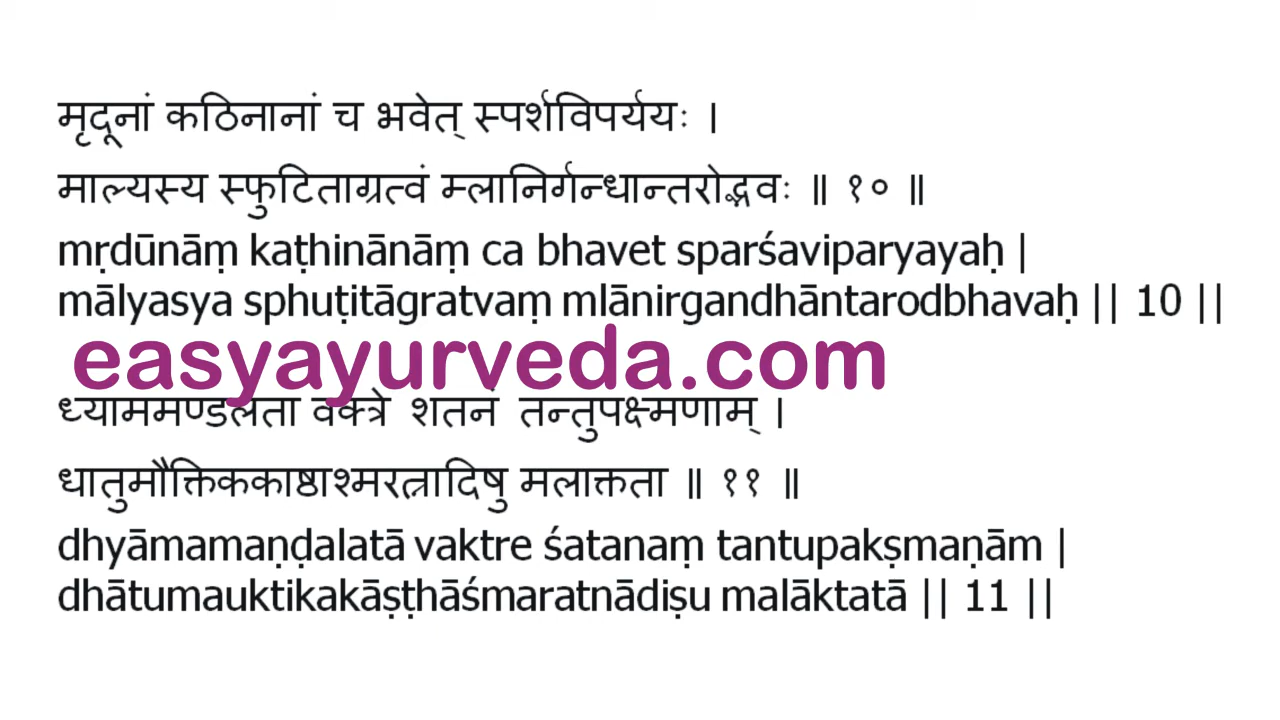 मृदूनां कठिनानां च भवेत् स्पर्शविपर्ययः ।
माल्यस्य स्फुटिताग्रत्वं म्लानिर्गन्धान्तरोद्भवः ॥ १० ॥
mṛdūnāṃ kaṭhinānāṃ ca bhavet sparśaviparyayaḥ |
mālyasya sphuṭitāgratvaṃ mlānirgandhāntarodbhavaḥ || 10 ||
easyayurveda.com
ध्याममण्डलता वक्त्रे शतनं तन्तुपक्ष्मणाम् ।
धातुमौक्तिककाष्ठाश्मरत्नादिषु मलाक्तता ॥ ११ ॥
dhyāmamaṇḍalatā vaktre śatanaṃ tantupakṣmaṇām |
dhātumauktikakāṣṭhāśmaratnādiṣu malāktatā || 11 ||